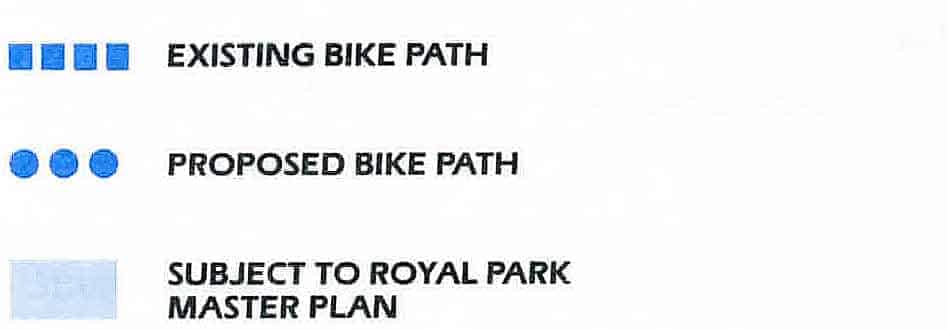 EXISTING BIKE PATH
PROPOSED BIKE PATH
SUBJECT TO ROYAL PARK
MASTER PLAN